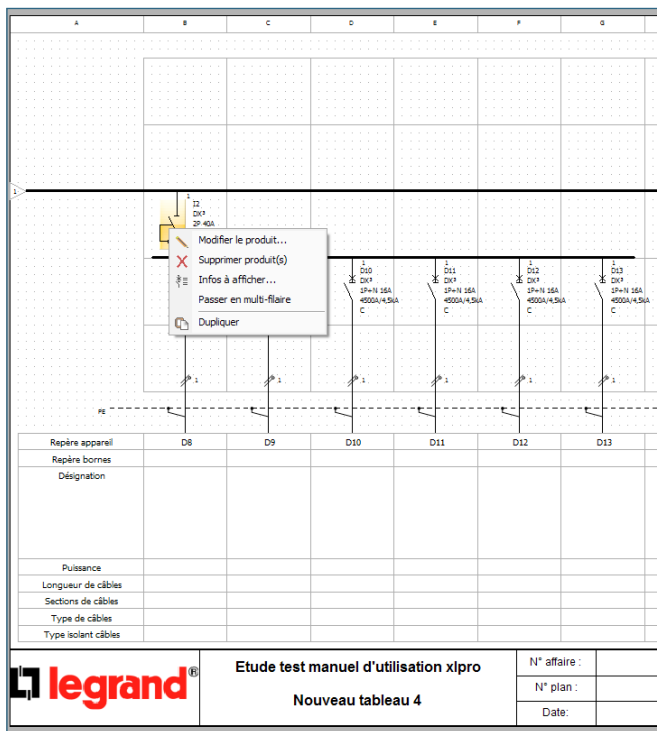 A B C D E F G
1
1
I2
DX³
2P 40A
Modifier le produit...
Supprimer produit(s)
Infos à afficher...
Passer en multi-filaire
Dupliquer
1 1 1 1
D10 D11 D12 D13
DX³ DX³ DX³ DX³
1P+N 16A 1P+N 16A 1P+N 16A 1P+N 16A
4500A/4,5kA 4500A/4,5kA 4500A/4,5kA 4500A/4,5kA
C C C C
1 1 1 1 1 1
PE
Repère appareil D8 D9 D10 D11 D12 D13
Repère bornes
Désignation
Puissance
Longueur de câbles
Sections de câbles
Type de câbles
Type isolant câbles
legrand®
Etude test manuel d'utilisation xlpro
Nouveau tableau 4
N° affaire :
N° plan :
Date: